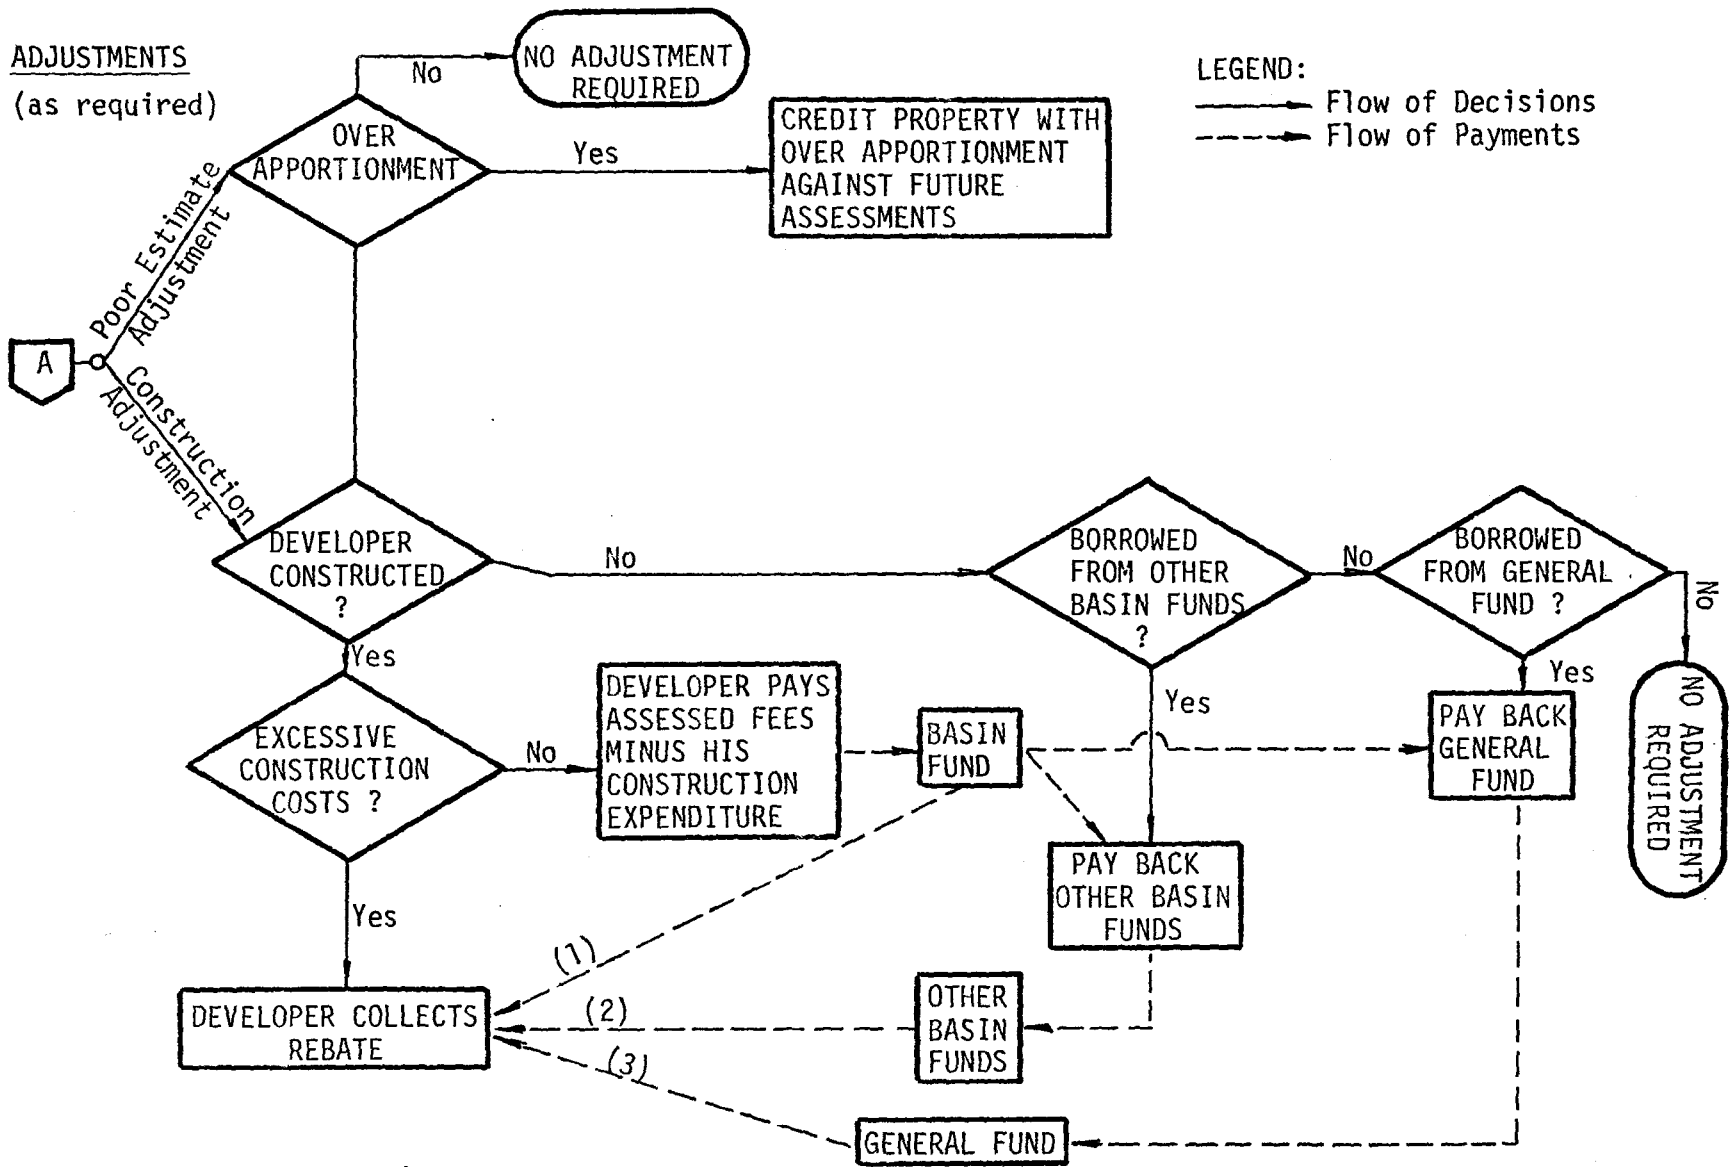 ADJUSTMENTS
(as required)
No
NO ADJUSTMENT
REQUIRED
LEGEND:
Flow of Decisions
Flow of Payments
OVER
APPORTIONMENT
Yes
CREDIT PROPERTY WITH
OVER APPORTIONMENT
AGAINST FUTURE
ASSESSMENTS
Poor Estimate
Adjustment
A
Construction
Adjustment
DEVELOPER
CONSTRUCTED
?
No
BORROWED
FROM OTHER
BASIN FUNDS
?
No
BORROWED
FROM GENERAL
FUND ?
No
Yes
Yes
Yes
NO ADJUSTMENT
REQUIRED
EXCESSIVE
CONSTRUCTION
COSTS ?
No
DEVELOPER PAYS
ASSESSED FEES
MINUS HIS
CONSTRUCTION
EXPENDITURE
BASIN
FUND
PAY BACK
GENERAL
FUND
PAY BACK
OTHER BASIN
FUNDS
Yes
(1)
DEVELOPER COLLECTS
REBATE
(2)
OTHER
BASIN
FUNDS
(3)
GENERAL FUND